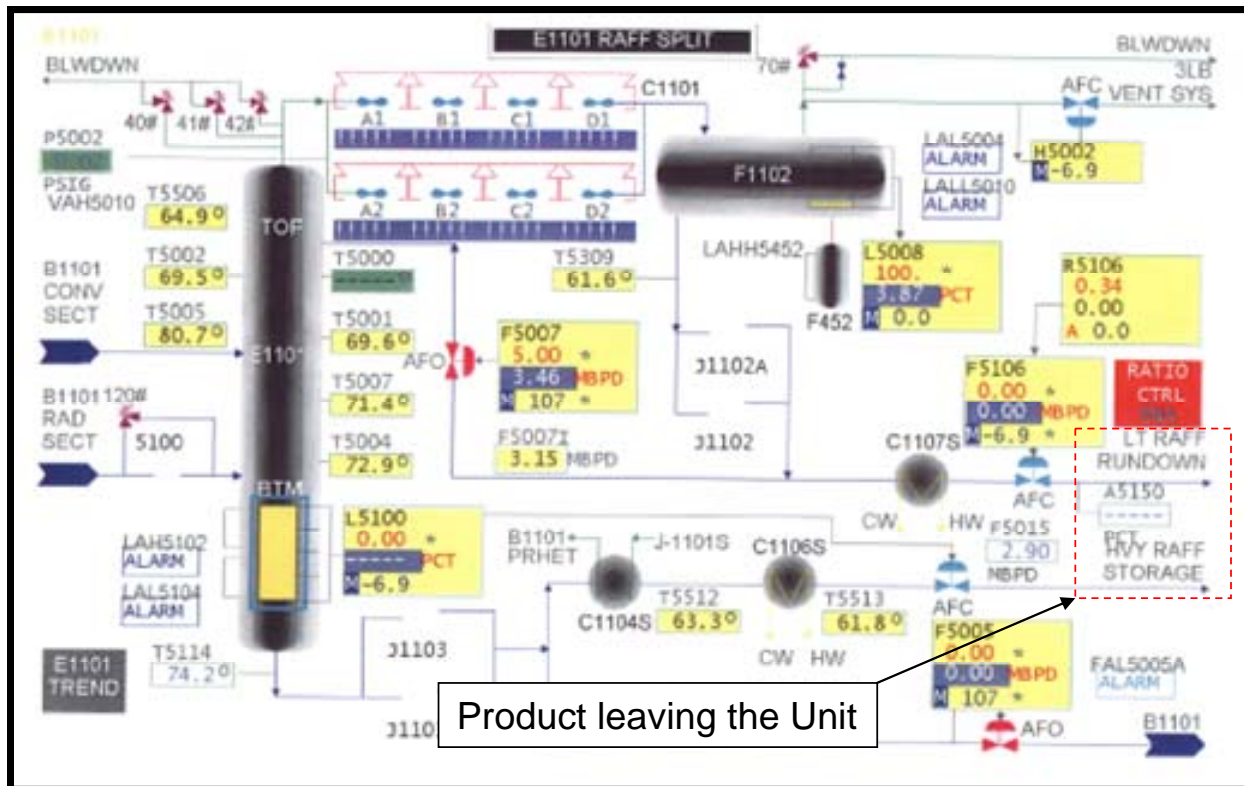 E1101
E1101 RAFF SPLIT
BLWDWN
BLWDWN
70#
3LB
VENT SYS
AFC
C1101
40#
41#
42#
A1
B1
C1
D1
P5002
PSIG
VAH5010
LAL5004
ALARM
LALL5010
ALARM
H5002
M -6.9
F1102
A2
B2
C2
D2
T5506
64.9°
TOP
T5002
69.5°
T5000
-----°
T5309
61.6°
LAHH5452
F452
L5008
100. *
3.87 PCT
M 0.0
R5106
0.34
0.00
A 0.0
B1101
CONV
SECT
T5005
80.7°
E1101
T5001
69.6°
AFO
F5007
5.00 *
3.46 MBPD
M 107 *
J1102A
F5106
0.00 *
0.00 MBPD
M -6.9 *
RATIO
CTRL
T5007
71.4°
B1101
RAD
SECT
120#
5100
T5004
72.9°
F5007I
3.15 MBPD
J1102
C1107S
CW
HW
AFC
LT RAFF
RUNDOWN
A5150
-----
PCT
HVY RAFF
STORAGE
F5015
2.90
MBPD
BTM
LAH5102
ALARM
LAL5104
ALARM
L5100
0.00 *
----- PCT
M -6.9
B1101
PRHET
J-1101S
C1104S
C1106S
T5512
63.3°
T5513
61.8°
CW
HW
AFC
F5005
0.00 *
0.00 MBPD
M 107 *
FAL5005A
ALARM
E1101
TREND
T5114
74.2°
J1103
Product leaving the Unit
AFO
B1101